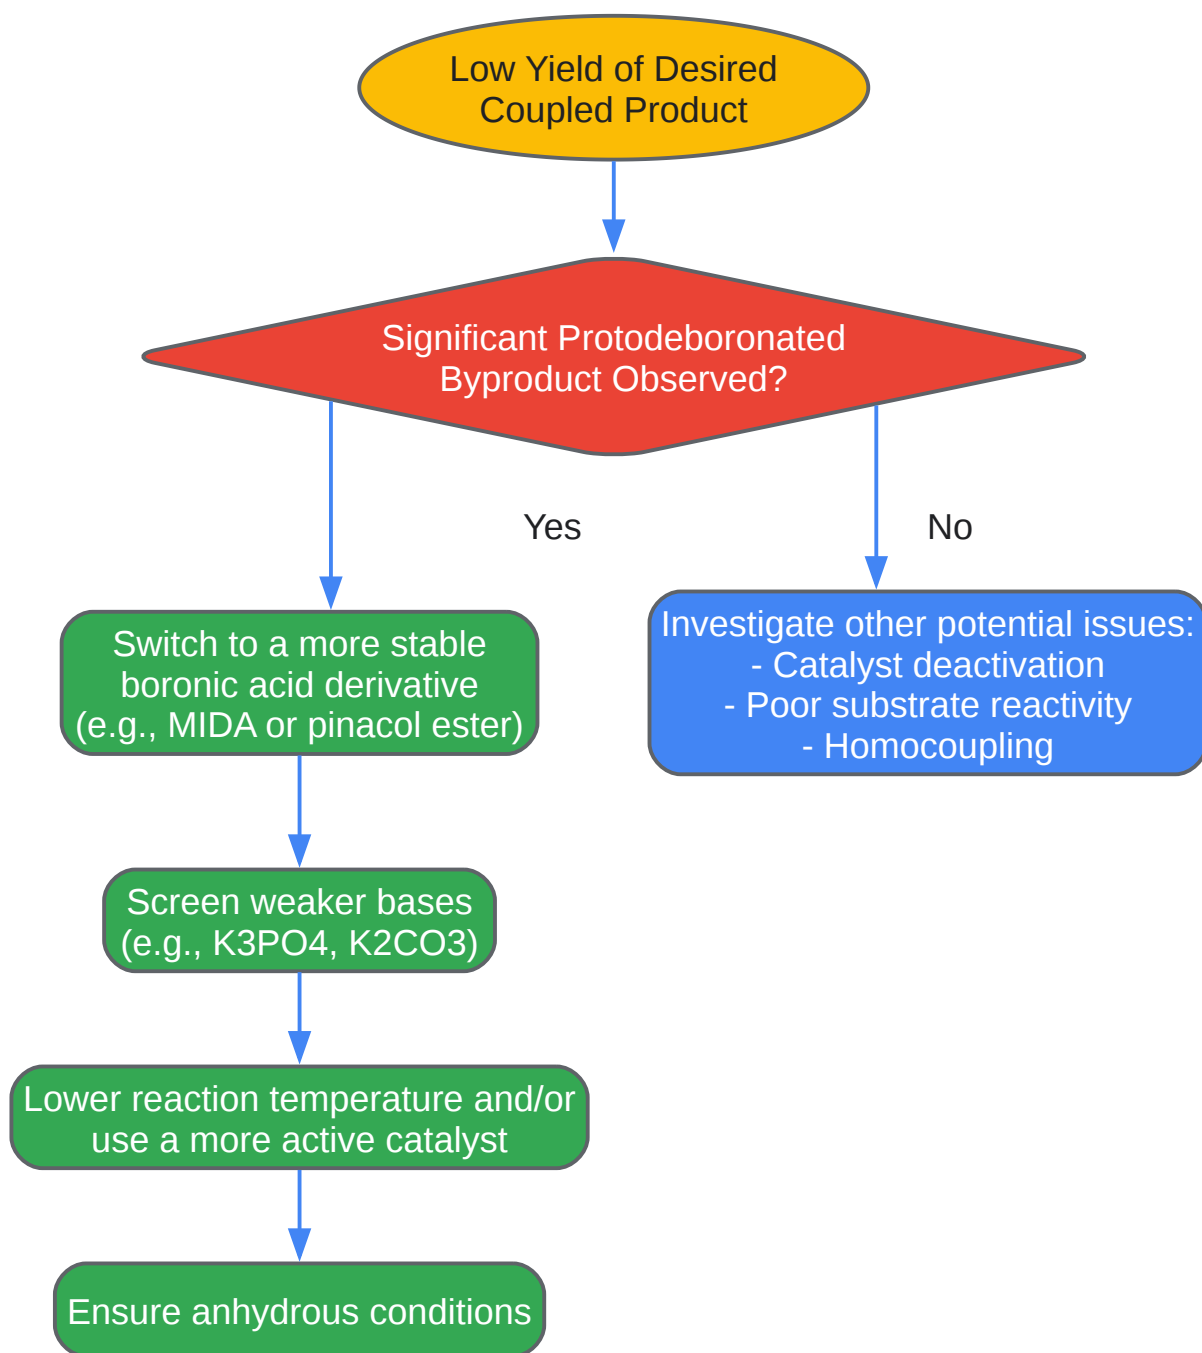 Low Yield of Desired
Coupled Product
Significant Protodeboronated
Byproduct Observed?
Yes
No
Switch to a more stable
boronic acid derivative
(e.g., MIDA or pinacol ester)
Investigate other potential issues:
- Catalyst deactivation
- Poor substrate reactivity
- Homocoupling
Screen weaker bases
(e.g., K3PO4, K2CO3)
Lower reaction temperature and/or
use a more active catalyst
Ensure anhydrous conditions